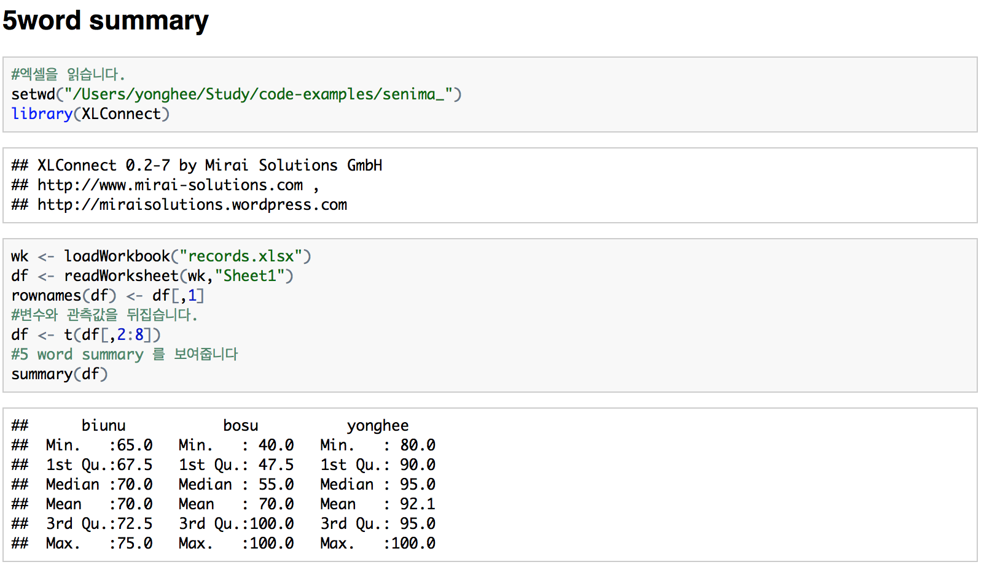 5word summary
#엑셀을 읽습니다.
setwd("/Users/yonghee/Study/code-examples/senima_")
library(XLConnect)
## XLConnect 0.2-7 by Mirai Solutions GmbH
## http://www.mirai-solutions.com ,
## http://miraisolutions.wordpress.com
wk <- loadWorkbook("records.xlsx")
df <- readWorksheet(wk,"Sheet1")
rownames(df) <- df[,1]
#변수와 관측값을 뒤집습니다.
df <- t(df[,2:8])
#5 word summary 를 보여줍니다
summary(df)
##      biunu           bosu          yonghee
##  Min.   :65.0   Min.   : 40.0   Min.   : 80.0
##  1st Qu.:67.5   1st Qu.: 47.5   1st Qu.: 90.0
##  Median :70.0   Median : 55.0   Median : 95.0
##  Mean   :70.0   Mean   : 70.0   Mean   : 92.1
##  3rd Qu.:72.5   3rd Qu.:100.0   3rd Qu.: 95.0
##  Max.   :75.0   Max.   :100.0   Max.   :100.0